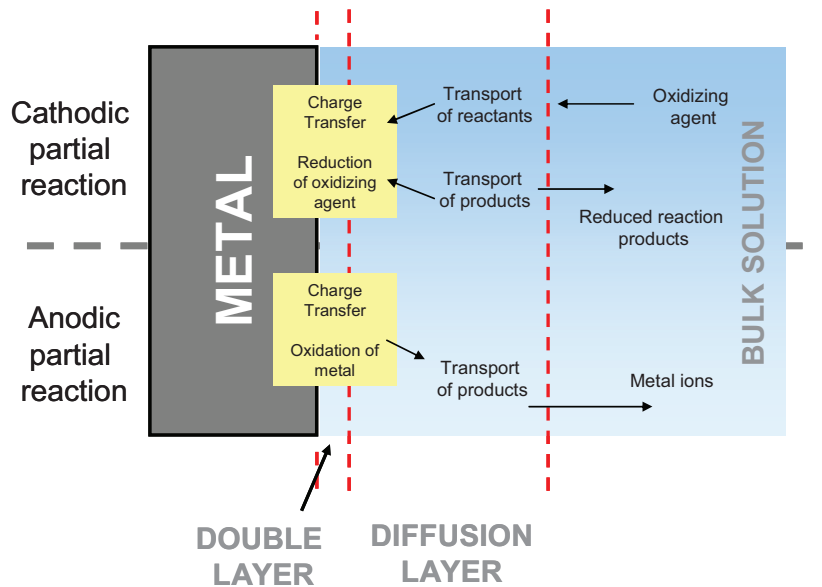 Cathodic
partial
reaction
Anodic
partial
reaction
METAL
Charge
Transfer
Reduction
of oxidizing
agent
Transport
of reactants
Oxidizing
agent
Transport
of products
Reduced reaction
products
Charge
Transfer
Oxidation of
metal
Transport
of products
Metal ions
BULK SOLUTION
DOUBLE
LAYER
DIFFUSION
LAYER